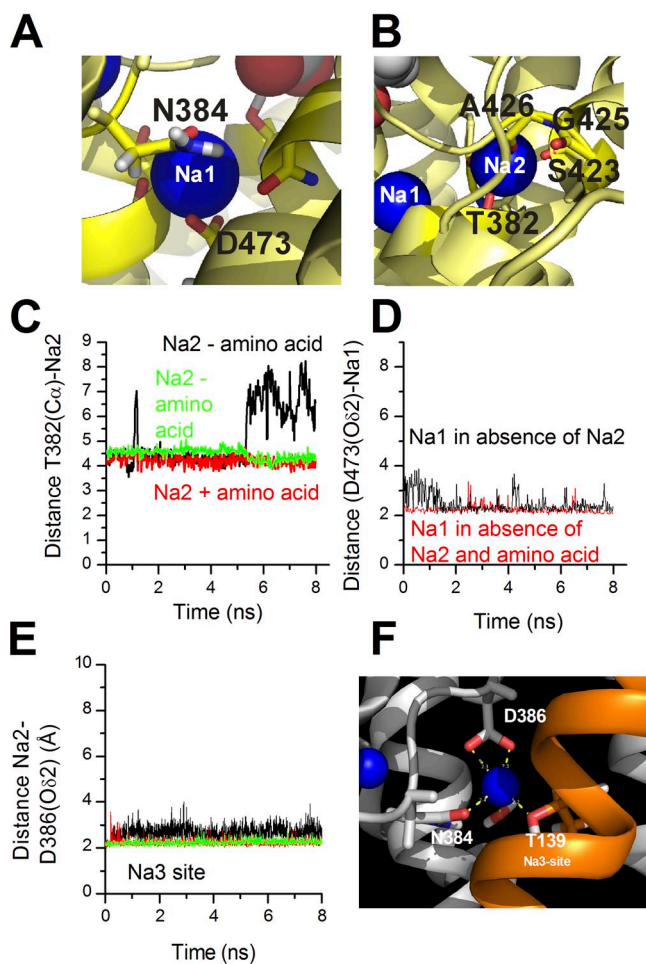 A
N384
Na1
D473
B
A426
G425
Na2
S423
Na1
T382
C
Distance T382(Cα)-Na2
9
8
7
6
5
4
3
2
1
0
Na2 - amino acid
Na2 -
amino
acid
Na2 + amino acid
0 2 4 6 8
Time (ns)
D
Distance (D473(Oδ2)-Na1)
10
8
6
4
2
0
Na1 in absence of Na2
Na1 in absence of
Na2 and amino acid
0 2 4 6 8
Time (ns)
E
Distance Na2-
D386(Oδ2) (Å)
10
8
6
4
2
0
Na3 site
0 2 4 6 8
Time (ns)
F
D386
N384
T139
Na3-site